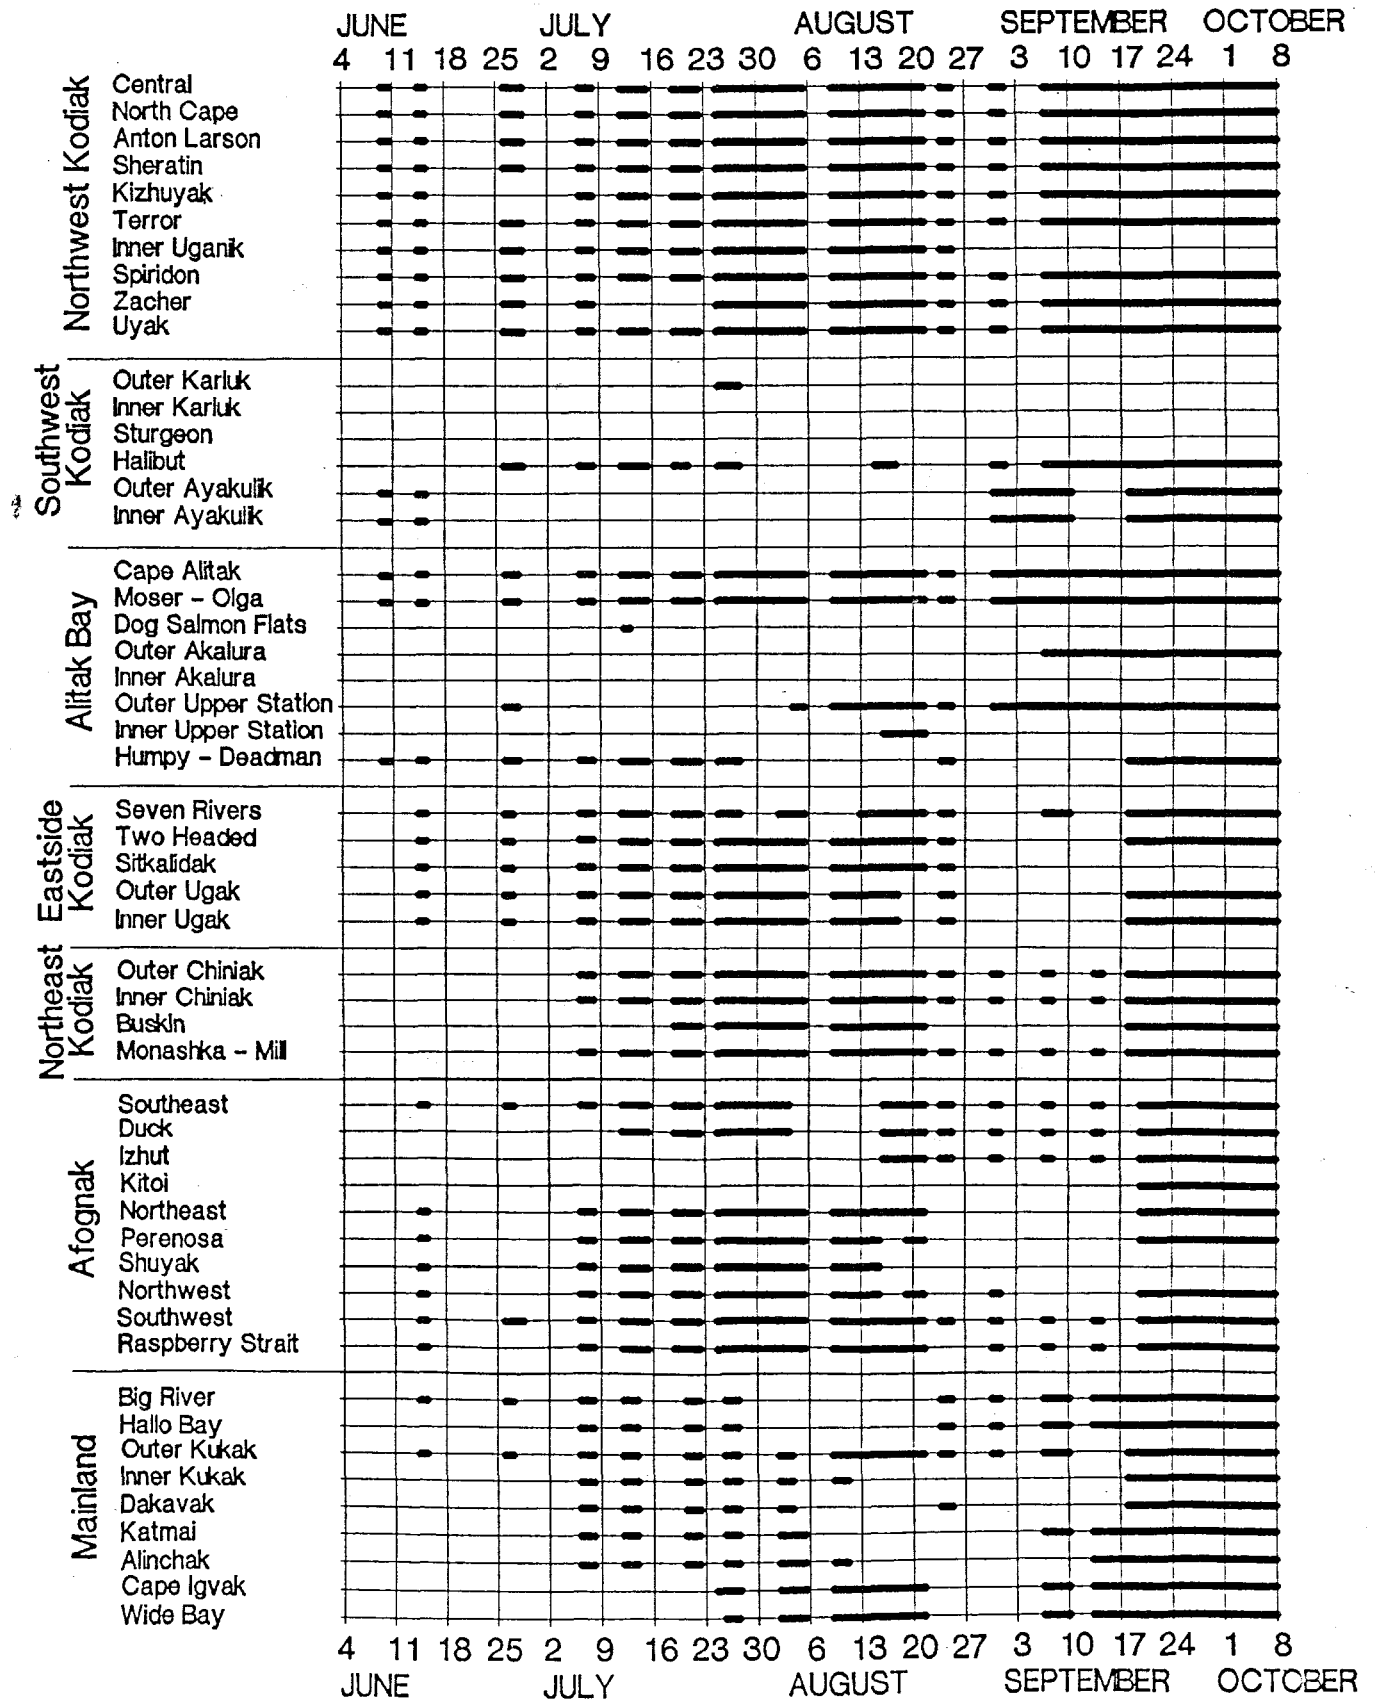 JUNE JULY AUGUST SEPTEMBER OCTOBER
4 11 18 25 2 9 16 23 30 6 13 20 27 3 10 17 24 1 8
Northwest Kodiak
Central
North Cape
Anton Larson
Sheratin
Kizhuyak
Terror
Inner Uganik
Spiridon
Zacher
Uyak
Southwest
Kodiak
Outer Karluk
Inner Karluk
Sturgeon
Halibut
Outer Ayakulik
Inner Ayakulik
Alitak Bay
Cape Alitak
Moser - Olga
Dog Salmon Flats
Outer Akalura
Inner Akalura
Outer Upper Station
Inner Upper Station
Humpy - Deadman
Eastside
Kodiak
Seven Rivers
Two Headed
Sitkalidak
Outer Ugak
Inner Ugak
Northeast
Kodiak
Outer Chiniak
Inner Chiniak
Buskin
Monashka - Mill
Afognak
Southeast
Duck
Izhut
Kitoi
Northeast
Perenosa
Shuyak
Northwest
Southwest
Raspberry Strait
Mainland
Big River
Hallo Bay
Outer Kukak
Inner Kukak
Dakavak
Katmai
Alinchak
Cape Igvak
Wide Bay
4 11 18 25 2 9 16 23 30 6 13 20 27 3 10 17 24 1 8
JUNE JULY AUGUST SEPTEMBER OCTOBER